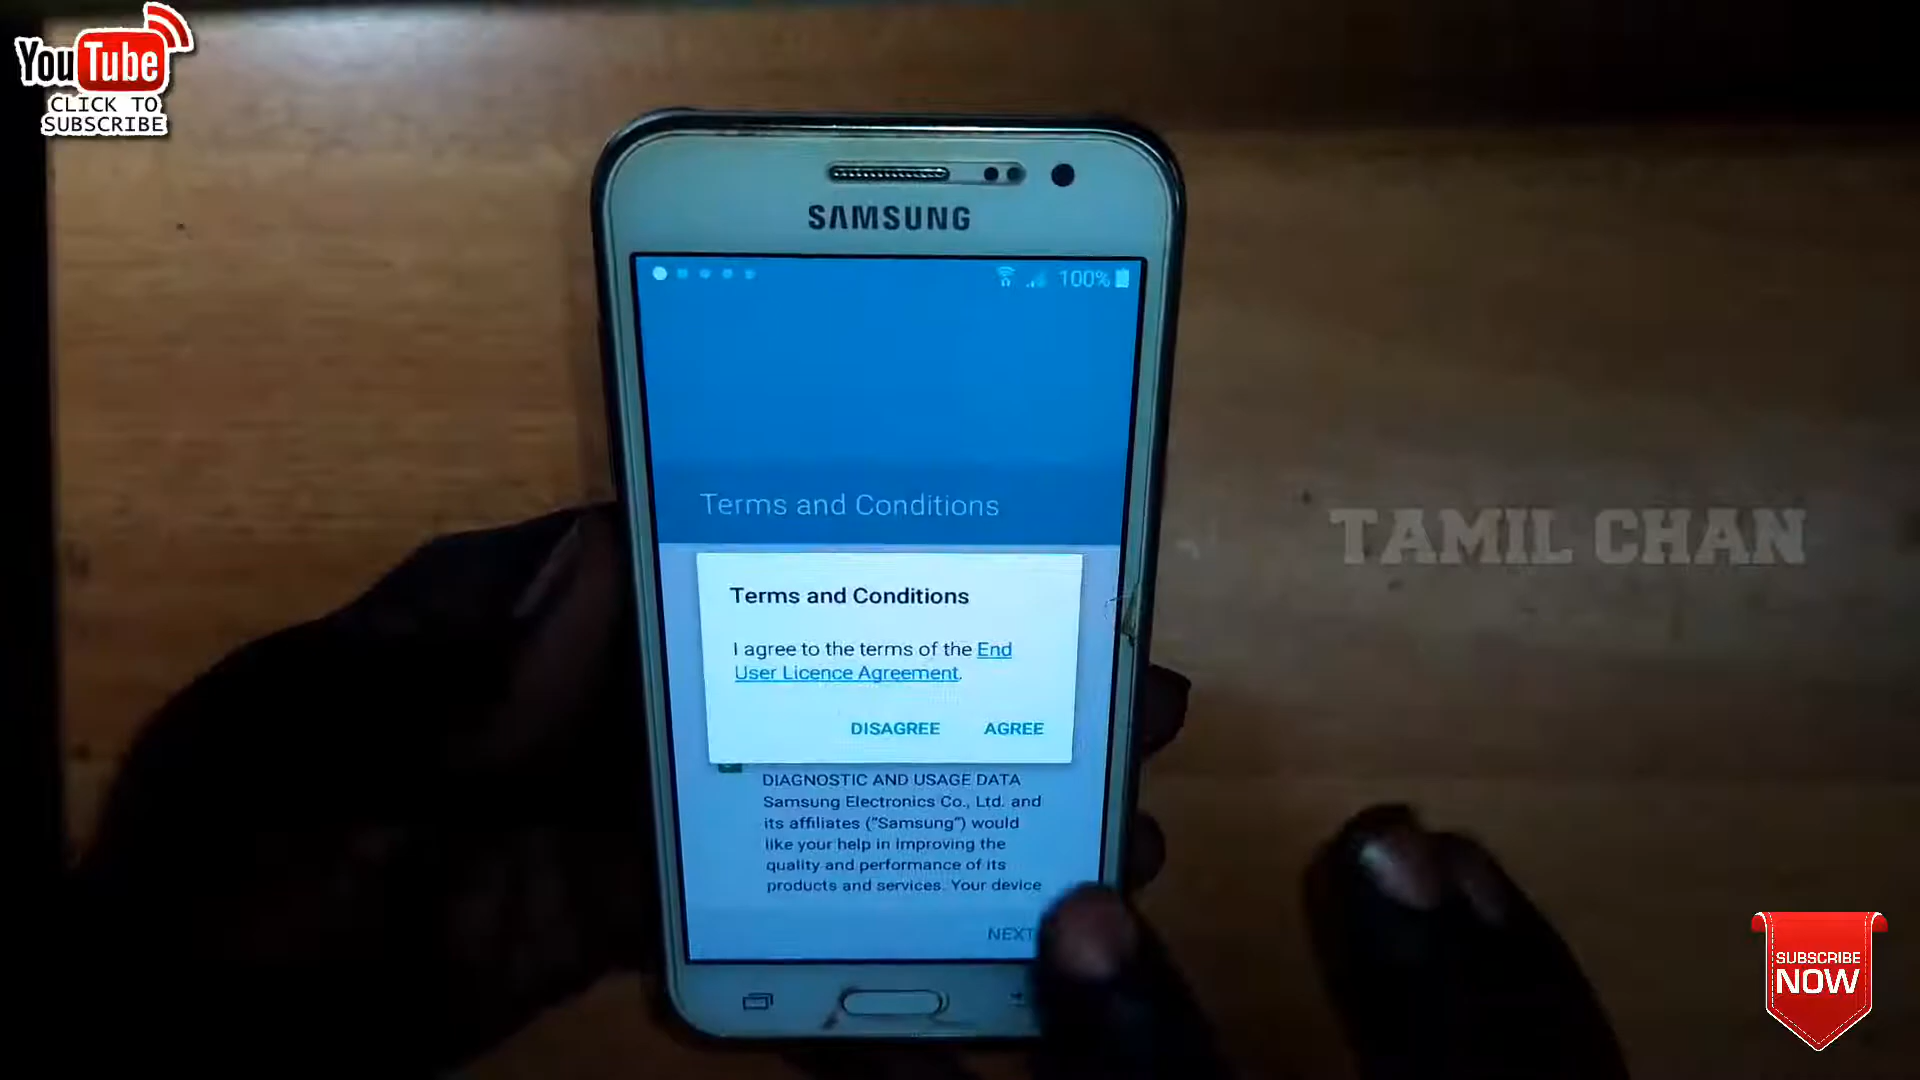 YouTube
CLICK TO
SUBSCRIBE
SAMSUNG
100%
Terms and Conditions
Terms and Conditions
I agree to the terms of the End
User Licence Agreement.
DISAGREE AGREE
DIAGNOSTIC AND USAGE DATA
Samsung Electronics Co., Ltd. and
its affiliates ("Samsung") would
like your help in improving the
quality and performance of its
products and services. Your device
NEXT
TAMIL CHAN
SUBSCRIBE
NOW